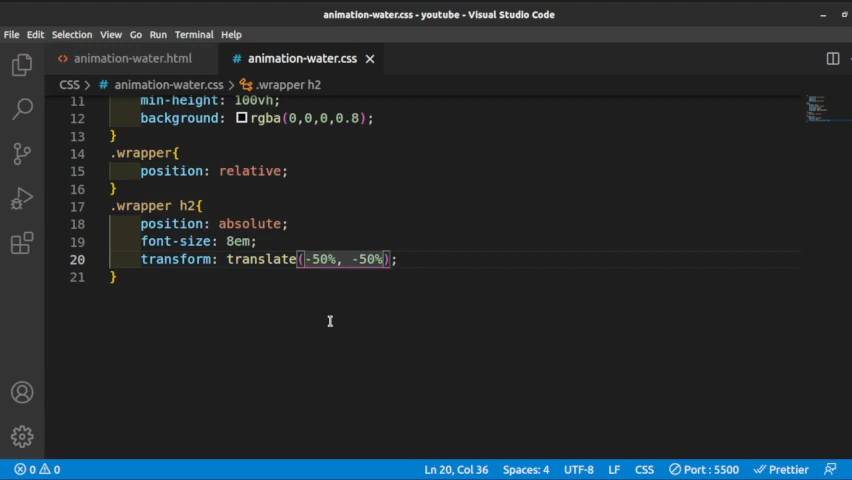 animation-water.css - youtube - Visual Studio Code
File Edit Selection View Go Run Terminal Help
animation-water.html # animation-water.css
CSS > # animation-water.css > .wrapper h2
11 min-height: 100vh;
12 background: rgba(0,0,0,0.8);
13 }
14 .wrapper{
15 position: relative;
16 }
17 .wrapper h2{
18 position: absolute;
19 font-size: 8em;
20 transform: translate(-50%, -50%);
21 }
0 0 Ln 20, Col 36 Spaces: 4 UTF-8 LF CSS Port : 5500 Prettier